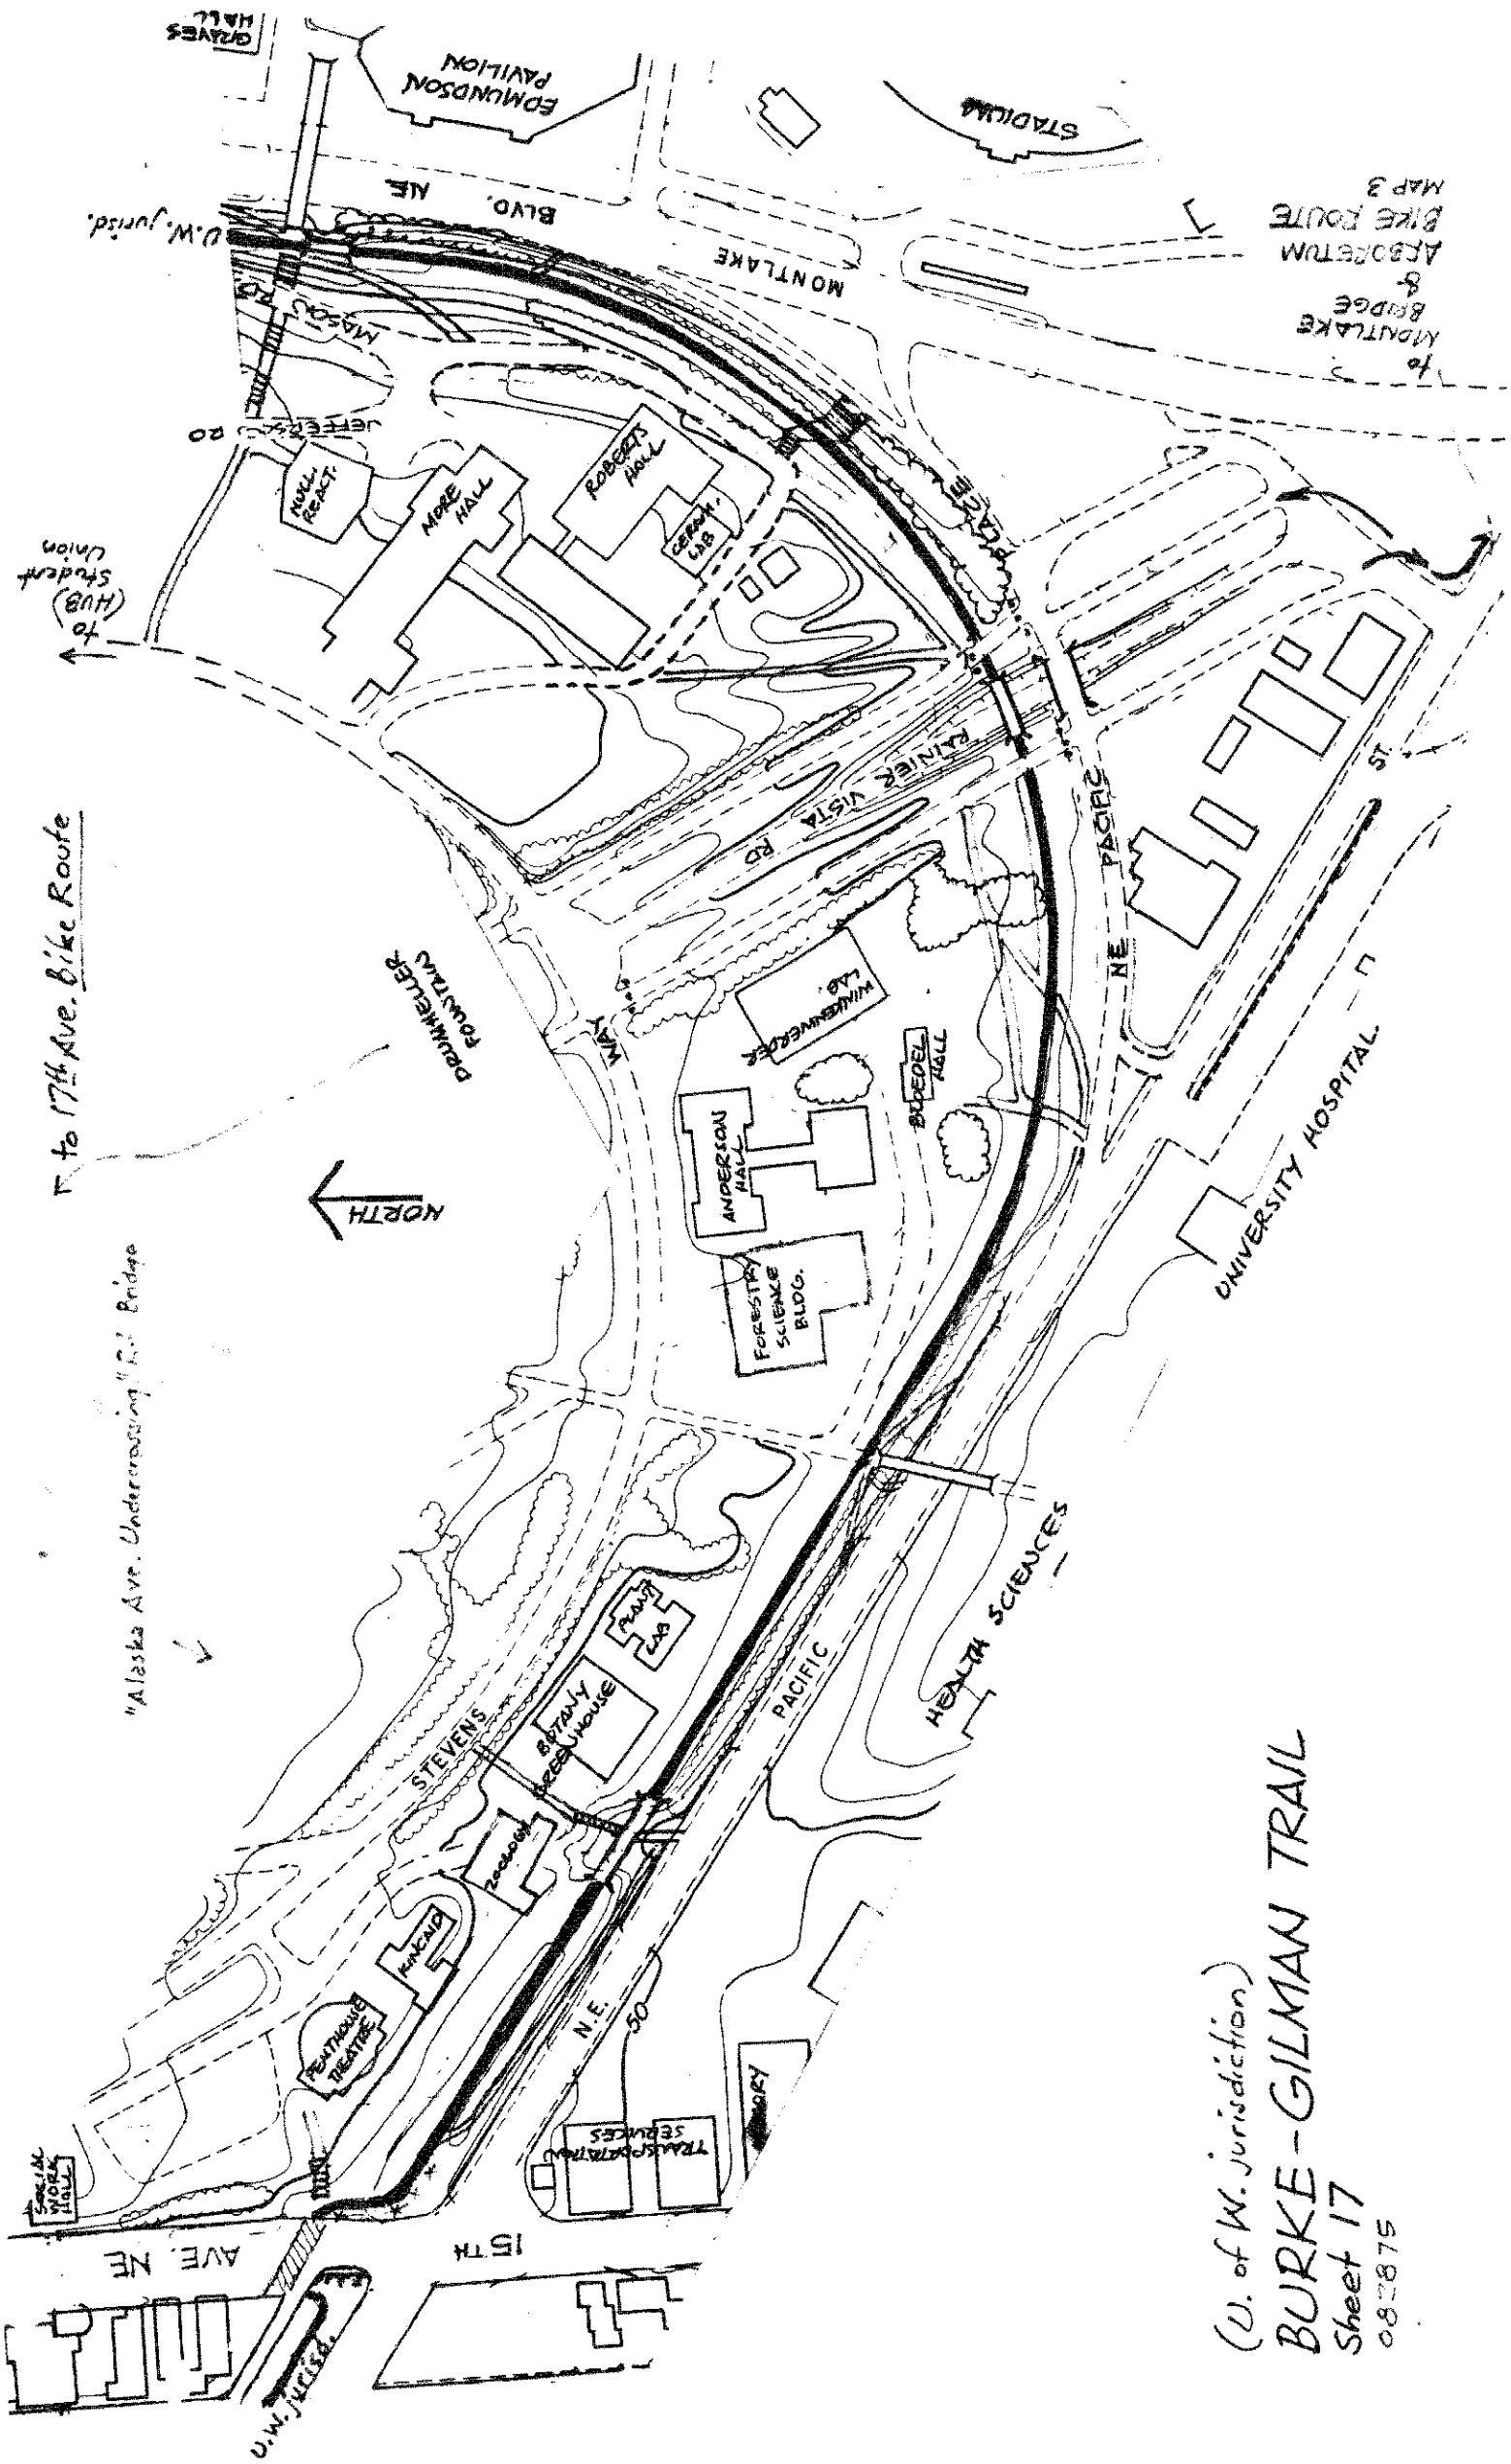 GRAVES
HALL
EDMUNDSON
PAVILION
STADIUM
BLVD. NE
MONTLAKE
U.W. jurisd.
MASON RD
JEFFERSON RD
NUCL.
REACT.
MORE
HALL
ROBERTS
HALL
CERAM.
LAB
to
(HUB)
Student
Union
to
MONTLAKE
BRIDGE
&
ARBORETUM
BIKE ROUTE
MAP 3
PLACE
PACIFIC
NE
RAINIER VISTA RD
ST
to 17th Ave. Bike Route
DRUMHELLER
FOUNTAIN
WAY
WINKENWERDER
LAB.
BLOEDEL
HALL
ANDERSON
HALL
FORESTRY
SCIENCE
BLDG.
NORTH
"Alaska Ave. Undercrossing" R.R. Bridge
UNIVERSITY HOSPITAL
HEALTH SCIENCES
PLANT
LAB
BOTANY
GREENHOUSE
STEVENS
ZOOLOGY
KINCAID
PENTHOUSE
THEATRE
N.E. PACIFIC
50
SOCIAL
WORK
HALL
15TH AVE. NE
TRANSPORTATION
SERVICES
U.W. jurisd.
(U. of W. jurisdiction)
BURKE-GILMAN TRAIL
Sheet 17